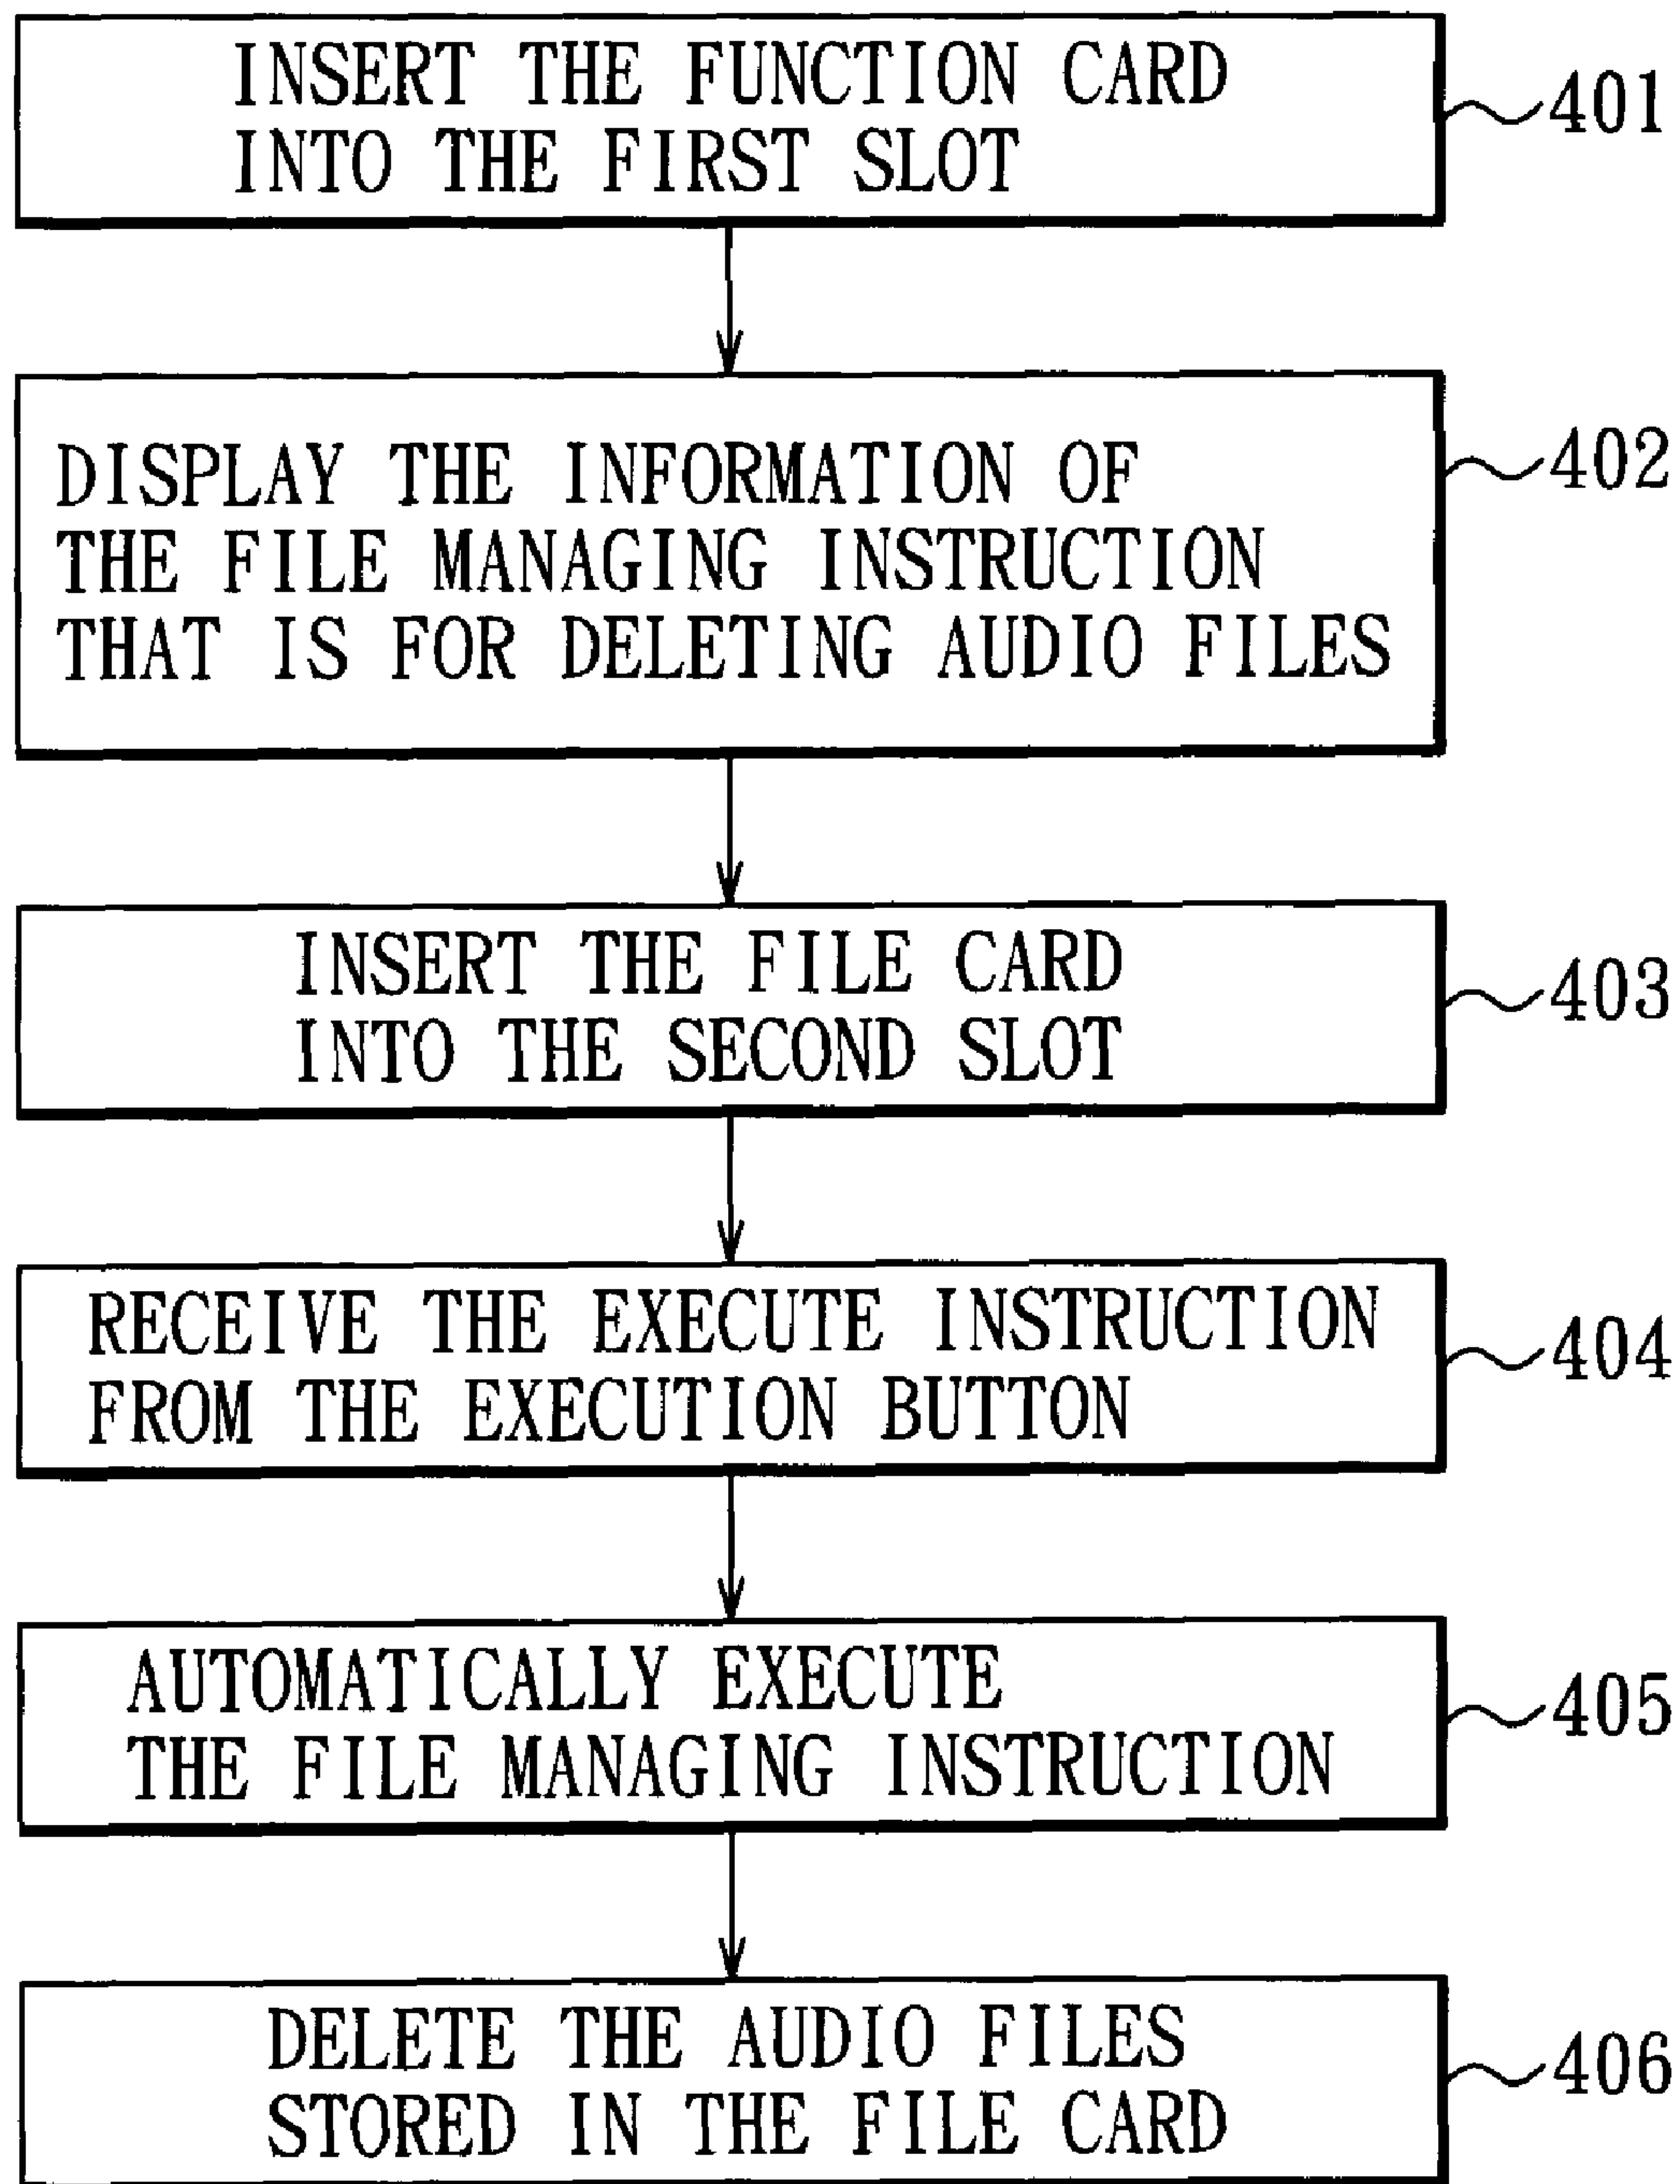 INSERT THE FUNCTION CARD
INTO THE FIRST SLOT
401
DISPLAY THE INFORMATION OF
THE FILE MANAGING INSTRUCTION
THAT IS FOR DELETING AUDIO FILES
402
INSERT THE FILE CARD
INTO THE SECOND SLOT
403
RECEIVE THE EXECUTE INSTRUCTION
FROM THE EXECUTION BUTTON
404
AUTOMATICALLY EXECUTE
THE FILE MANAGING INSTRUCTION
405
DELETE THE AUDIO FILES
STORED IN THE FILE CARD
406